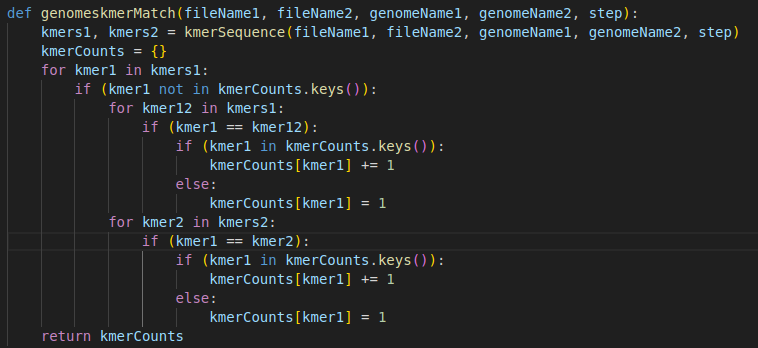 def genomeskmerMatch(fileName1, fileName2, genomeName1, genomeName2, step):
    kmers1, kmers2 = kmerSequence(fileName1, fileName2, genomeName1, genomeName2, step)
    kmerCounts = {}
    for kmer1 in kmers1:
        if (kmer1 not in kmerCounts.keys()):
            for kmer12 in kmers1:
                if (kmer1 == kmer12):
                    if (kmer1 in kmerCounts.keys()):
                        kmerCounts[kmer1] += 1
                    else:
                        kmerCounts[kmer1] = 1
            for kmer2 in kmers2:
                if (kmer1 == kmer2):
                    if (kmer1 in kmerCounts.keys()):
                        kmerCounts[kmer1] += 1
                    else:
                        kmerCounts[kmer1] = 1
    return kmerCounts